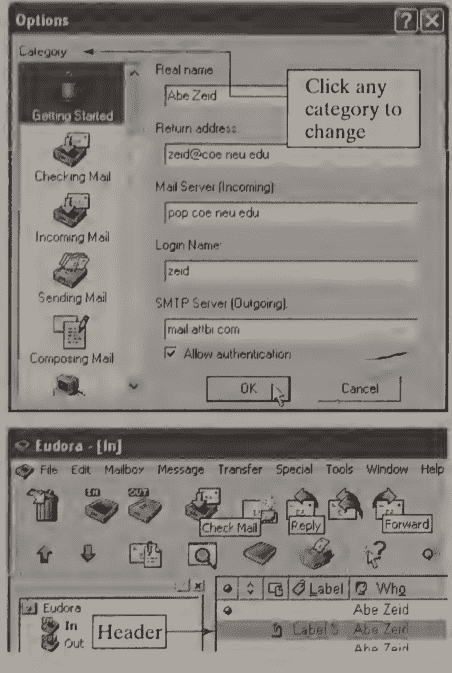 Options
Category
Real name
Abe Zeid
Click any
category to
change
Getting Started
Return address:
zeid@coe neu edu
Checking Mail
Mail Server (Incoming):
pop coe neu edu
Incoming Mail
Login Name:
zeid
Sending Mail
SMTP Server (Outgoing):
mail attbi com
Allow authentication
Composing Mail
OK
Cancel
Eudora - [In]
File Edit Mailbox Message Transfer Special Tools Window Help
IN OUT
Check Mail Reply Forward
Label Who
Eudora
Abe Zeid
In
Header
Label 5 Abe Zeid
Out
Abe Zeid